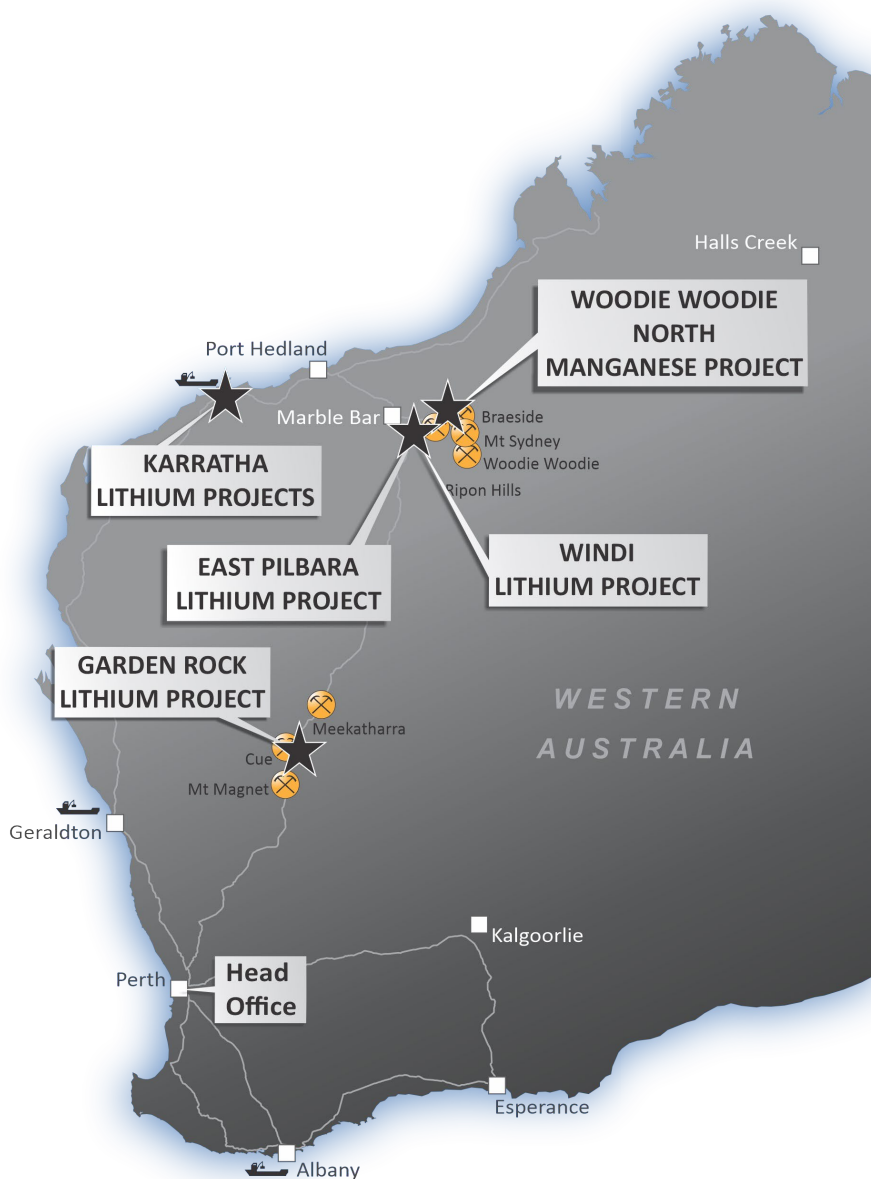 Halls Creek
WOODIE WOODIE
NORTH
MANGANESE PROJECT
Port Hedland
Marble Bar
Braeside
Mt Sydney
Woodie Woodie
Ripon Hills
KARRATHA
LITHIUM PROJECTS
EAST PILBARA
LITHIUM PROJECT
WINDI
LITHIUM PROJECT
GARDEN ROCK
LITHIUM PROJECT
WESTERN
AUSTRALIA
Meekatharra
Cue
Mt Magnet
Geraldton
Kalgoorlie
Perth
Head
Office
Esperance
Albany